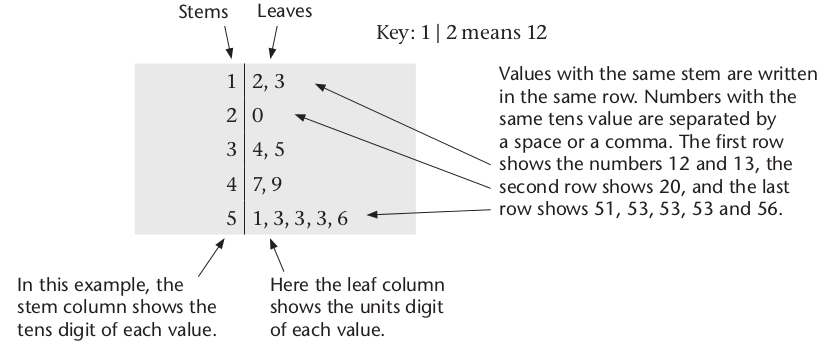 Stems Leaves
Key: 1 | 2 means 12
1 2, 3
2 0
3 4, 5
4 7, 9
5 1, 3, 3, 3, 6
Values with the same stem are written
in the same row. Numbers with the
same tens value are separated by
a space or a comma. The first row
shows the numbers 12 and 13, the
second row shows 20, and the last
row shows 51, 53, 53, 53 and 56.
In this example, the
stem column shows the
tens digit of each value.
Here the leaf column
shows the units digit
of each value.